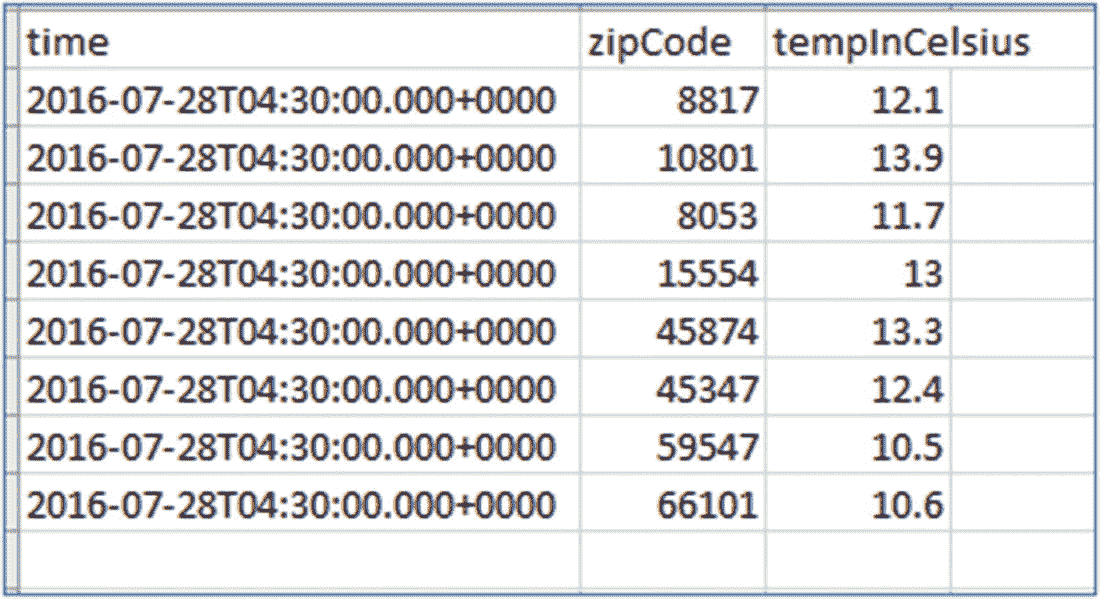 time zipCode tempInCelsius
2016-07-28T04:30:00.000+0000 8817 12.1
2016-07-28T04:30:00.000+0000 10801 13.9
2016-07-28T04:30:00.000+0000 8053 11.7
2016-07-28T04:30:00.000+0000 15554 13
2016-07-28T04:30:00.000+0000 45874 13.3
2016-07-28T04:30:00.000+0000 45347 12.4
2016-07-28T04:30:00.000+0000 59547 10.5
2016-07-28T04:30:00.000+0000 66101 10.6